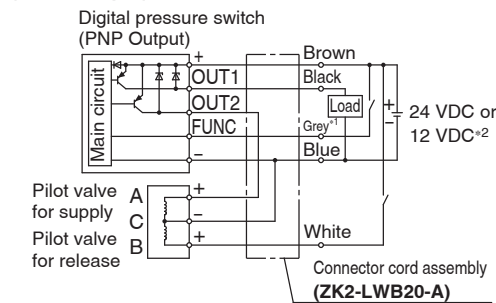 Digital pressure switch
(PNP Output)
Main circuit
+
OUT1
OUT2
FUNC
−
Brown
Black
Load
Grey*1
Blue
+
−
24 VDC or
12 VDC*2
Pilot valve
for supply
A
C
B
+
−
+
Pilot valve
for release
White
Connector cord assembly
(ZK2-LWB20-A)